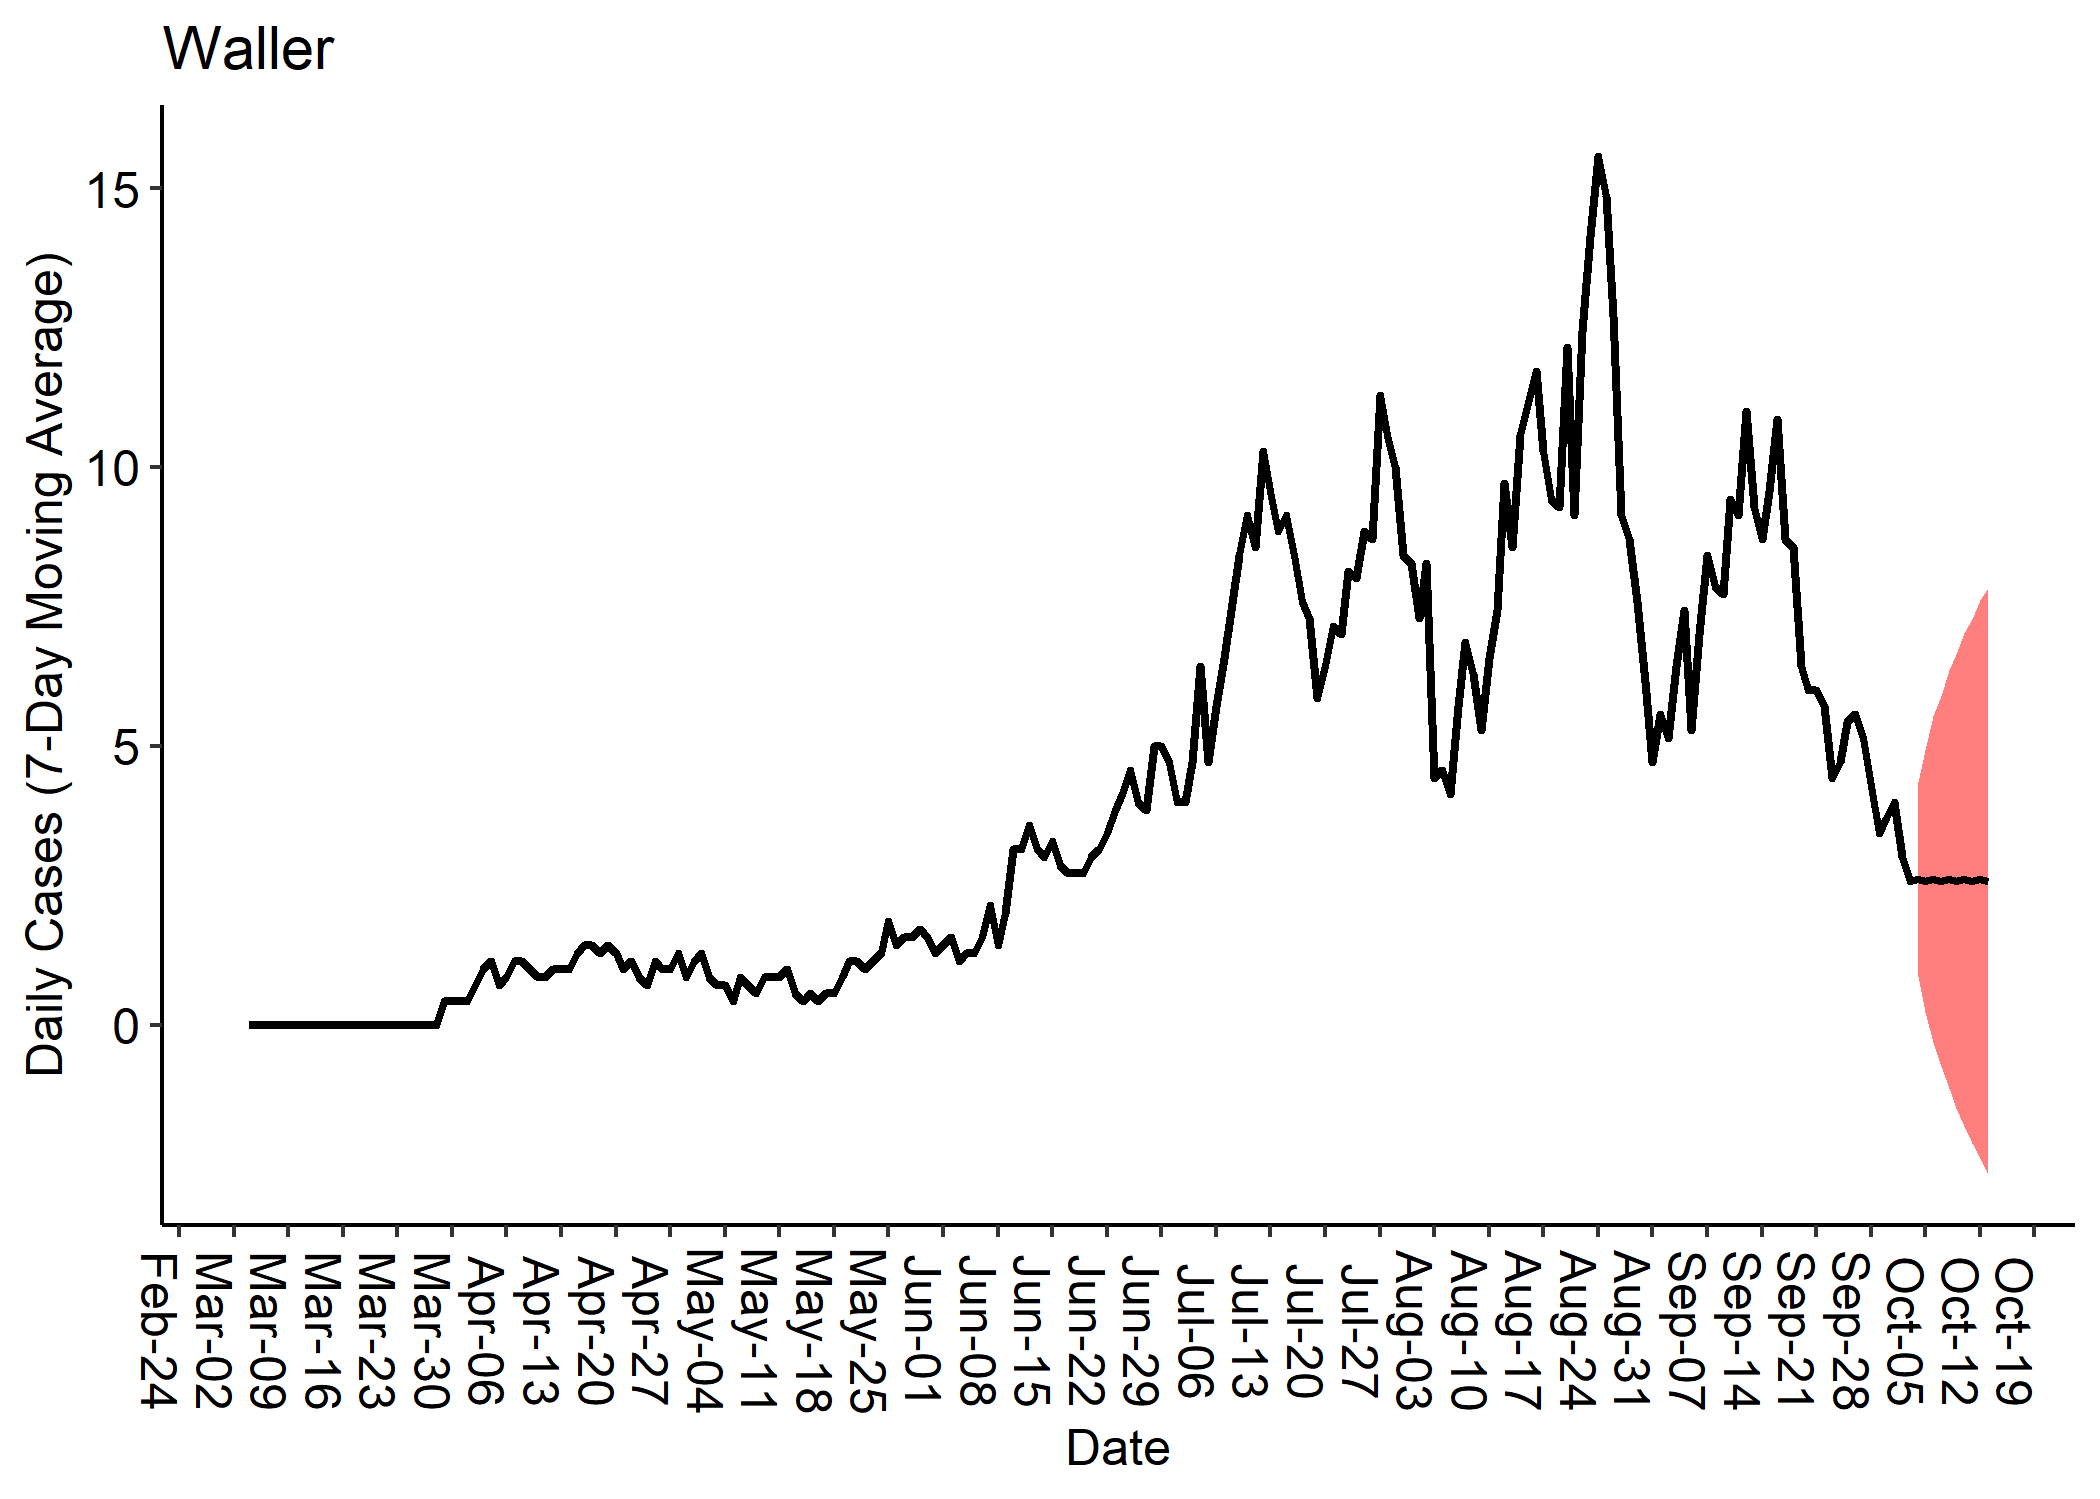 Waller
Daily Cases (7-Day Moving Average)
15
10
5
0
Feb-24
Mar-02
Mar-09
Mar-16
Mar-23
Mar-30
Apr-06
Apr-13
Apr-20
Apr-27
May-04
May-11
May-18
May-25
Jun-01
Jun-08
Jun-15
Jun-22
Jun-29
Jul-06
Jul-13
Jul-20
Jul-27
Aug-03
Aug-10
Aug-17
Aug-24
Aug-31
Sep-07
Sep-14
Sep-21
Sep-28
Oct-05
Oct-12
Oct-19
Date